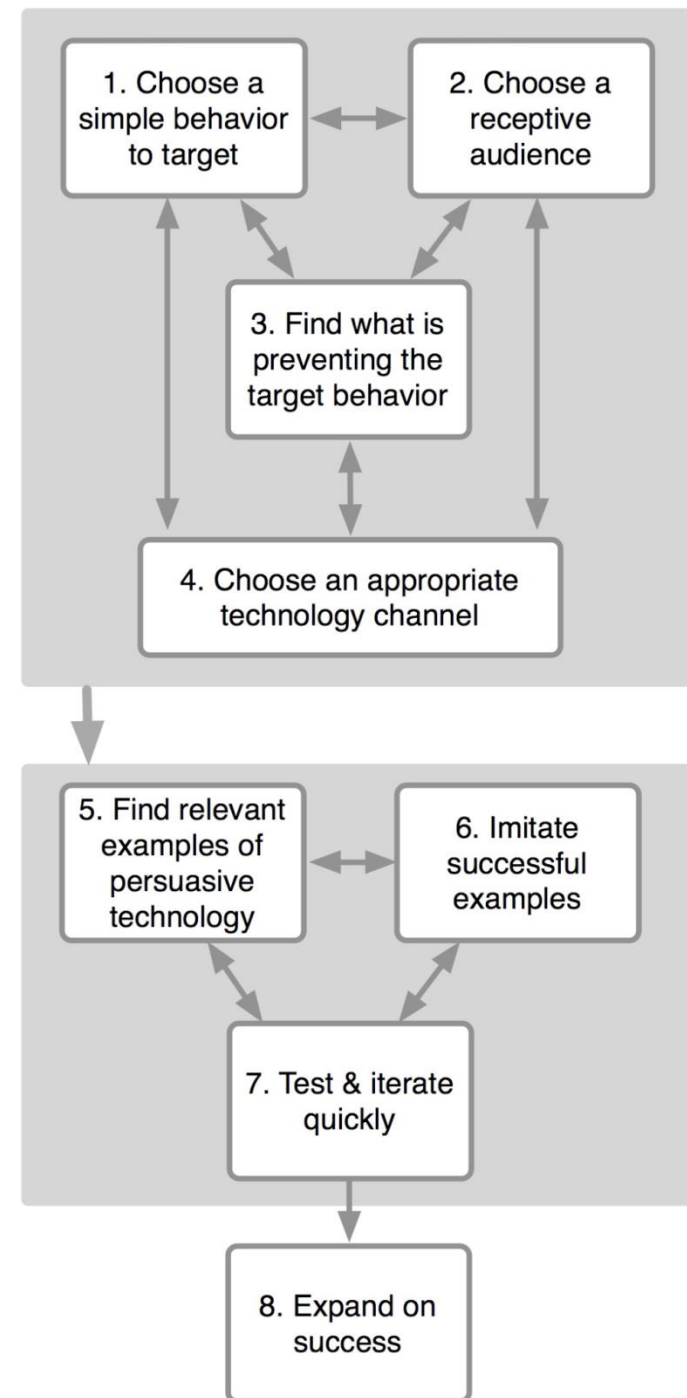 1. Choose a
simple behavior
to target
2. Choose a
receptive
audience
3. Find what is
preventing the
target behavior
4. Choose an appropriate
technology channel
5. Find relevant
examples of
persuasive
technology
6. Imitate
successful
examples
7. Test & iterate
quickly
8. Expand on
success